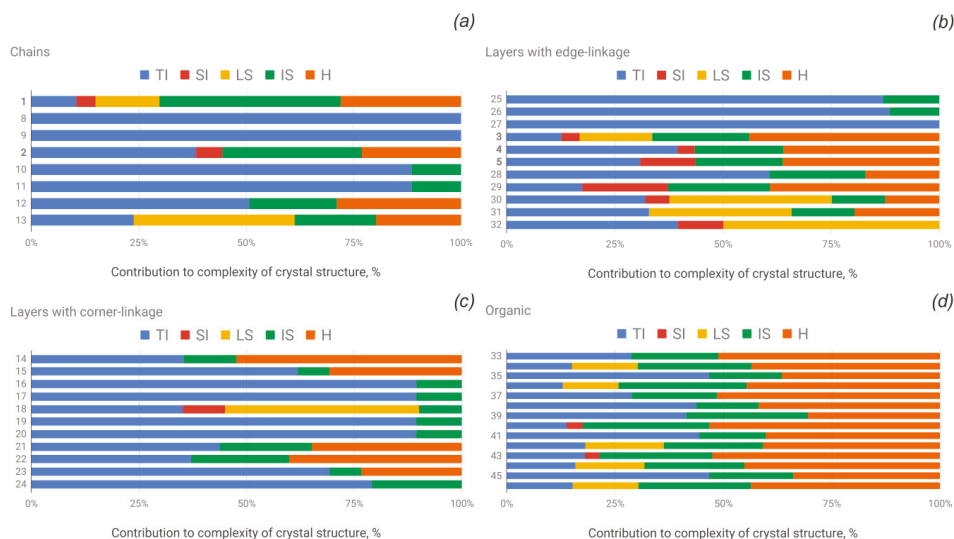 (a)
Chains
TI SI LS IS H
1
8
9
2
10
11
12
13
0% 25% 50% 75% 100%
Contribution to complexity of crystal structure, %
(b)
Layers with edge-linkage
TI SI LS IS H
25
26
27
3
4
5
28
29
30
31
32
0% 25% 50% 75% 100%
Contribution to complexity of crystal structure, %
(c)
Layers with corner-linkage
TI SI LS IS H
14
15
16
17
18
19
20
21
22
23
24
0% 25% 50% 75% 100%
Contribution to complexity of crystal structure, %
(d)
Organic
TI SI LS IS H
33
35
37
39
41
43
45
0% 25% 50% 75% 100%
Contribution to complexity of crystal structure, %